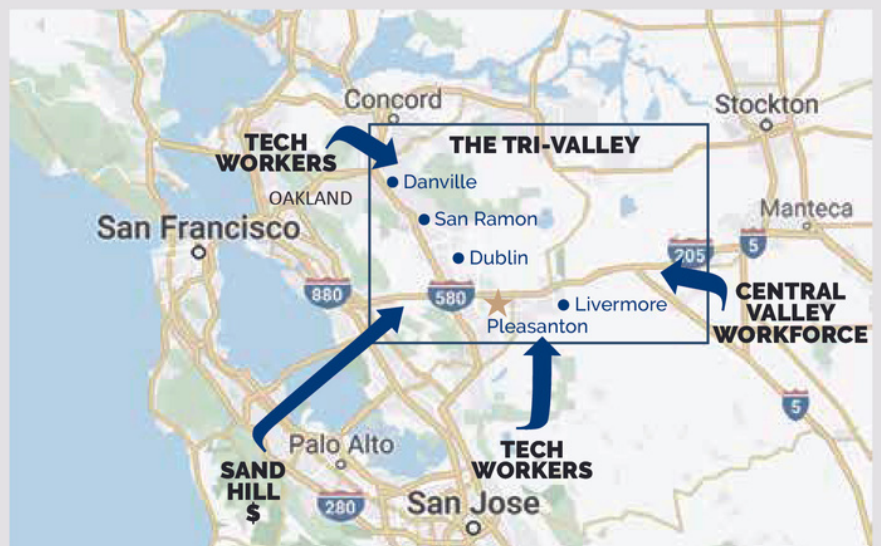 Concord
Stockton
TECH
WORKERS
THE TRI-VALLEY
Danville
OAKLAND
San Ramon
Manteca
San Francisco
Dublin
205
5
880
580
Livermore
Pleasanton
CENTRAL
VALLEY
WORKFORCE
5
Palo Alto
SAND
HILL
$
TECH
WORKERS
280
San Jose